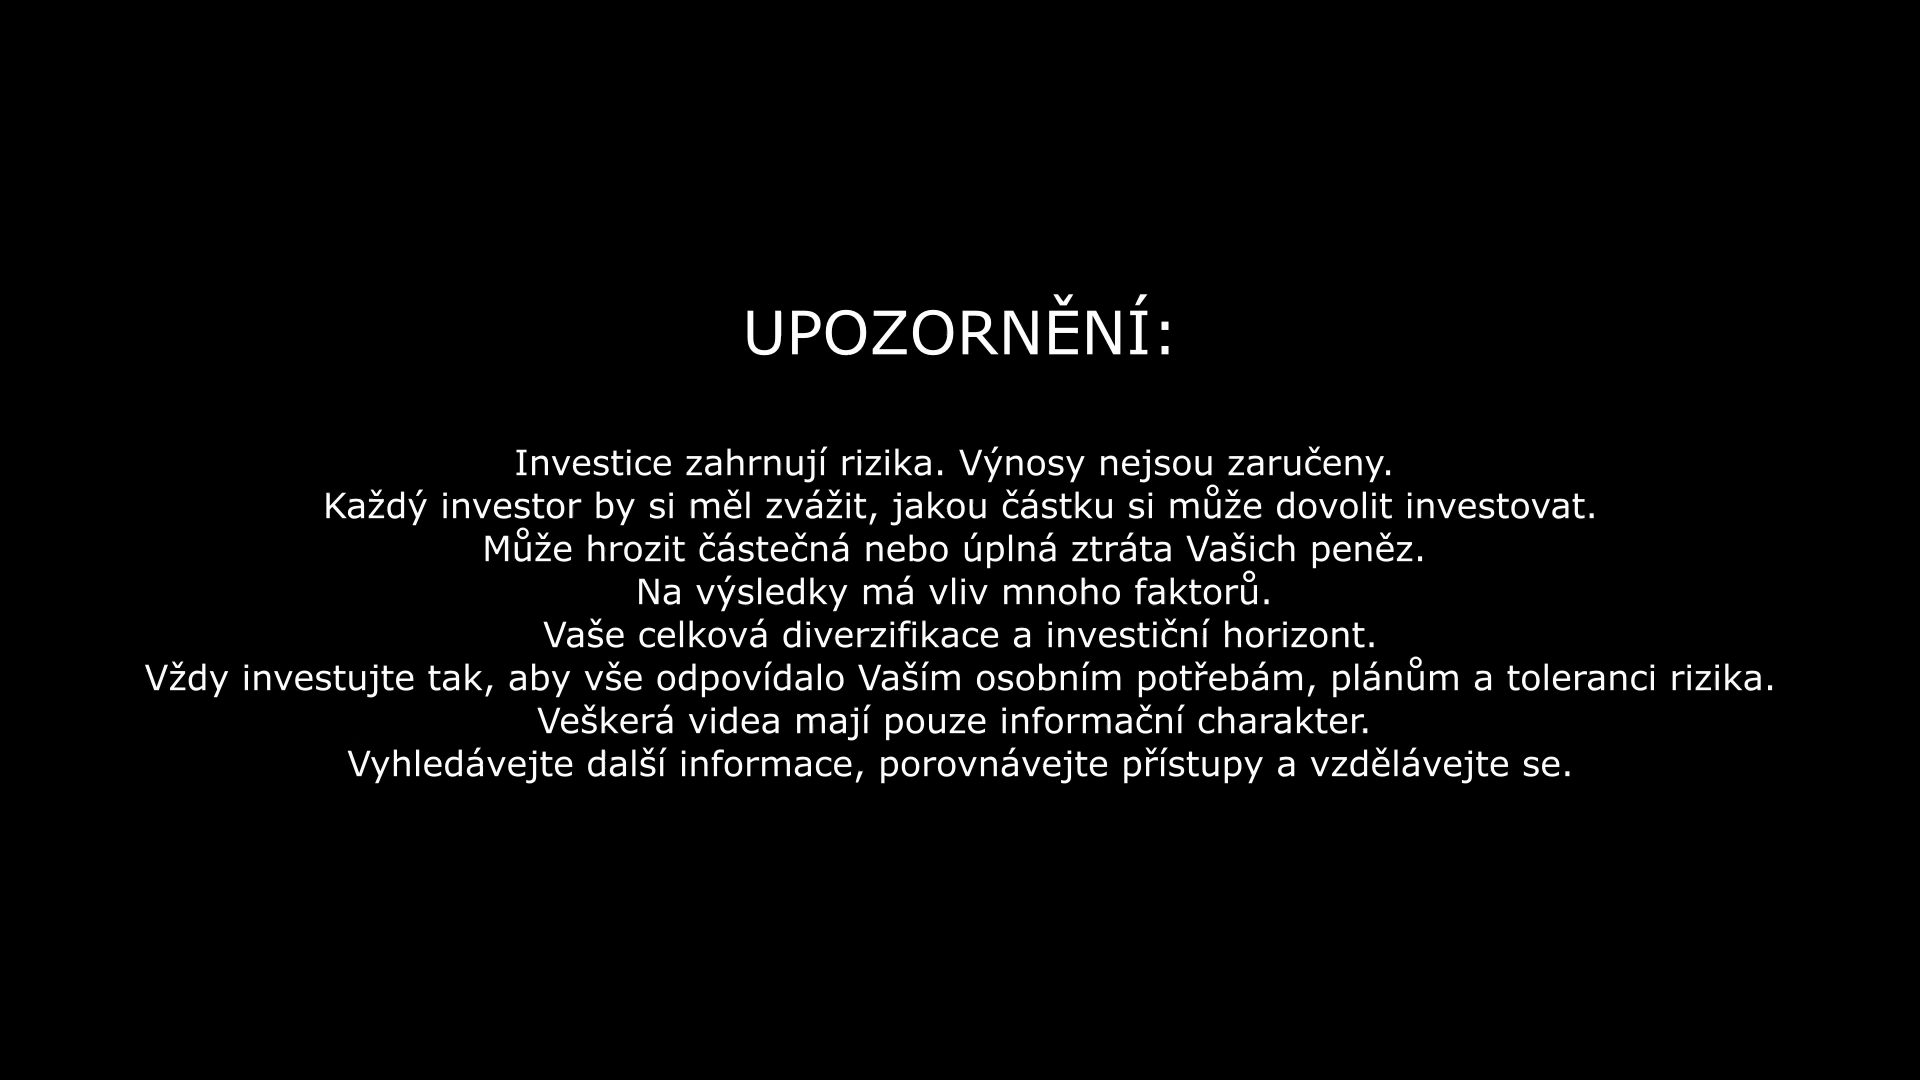 UPOZORNĚNÍ:
Investice zahrnují rizika. Výnosy nejsou zaručeny.
Každý investor by si měl zvážit, jakou částku si může dovolit investovat.
Může hrozit částečná nebo úplná ztráta Vašich peněz.
Na výsledky má vliv mnoho faktorů.
Vaše celková diverzifikace a investiční horizont.
Vždy investujte tak, aby vše odpovídalo Vaším osobním potřebám, plánům a toleranci rizika.
Veškerá videa mají pouze informační charakter.
Vyhledávejte další informace, porovnávejte přístupy a vzdělávejte se.